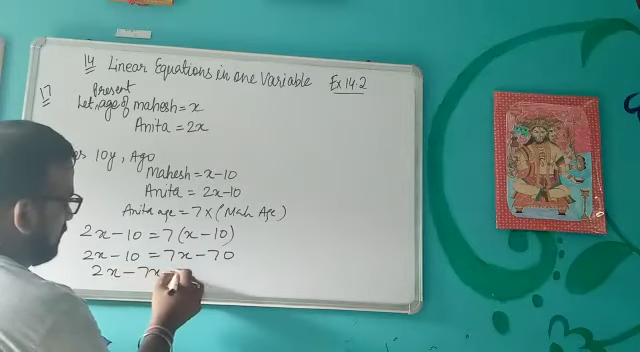 14 Linear Equations in one Variable Ex 14.2
17 Present
Let, age of mahesh = x
Anita = 2x
10y, Ago
Mahesh = x - 10
Anita = 2x - 10
Anita age = 7 x (Mah Age)
2x - 10 = 7(x - 10)
2x - 10 = 7x - 70
2x - 7x